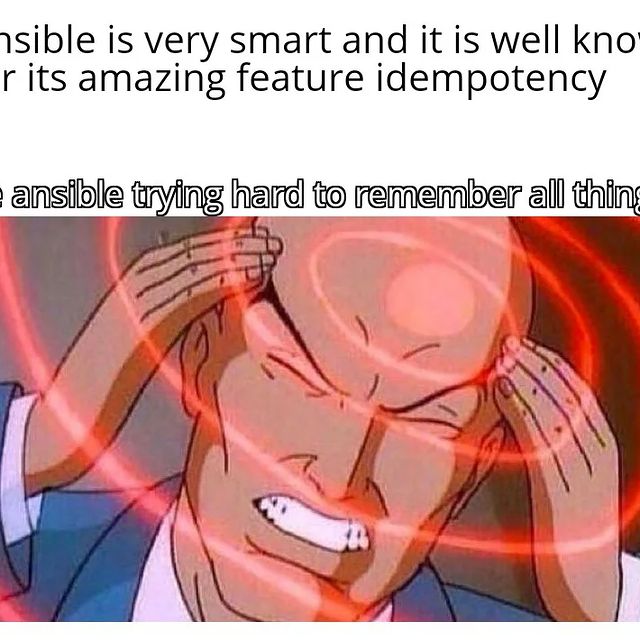 nsible is very smart and it is well kno
r its amazing feature idempotency
e ansible trying hard to remember all thing